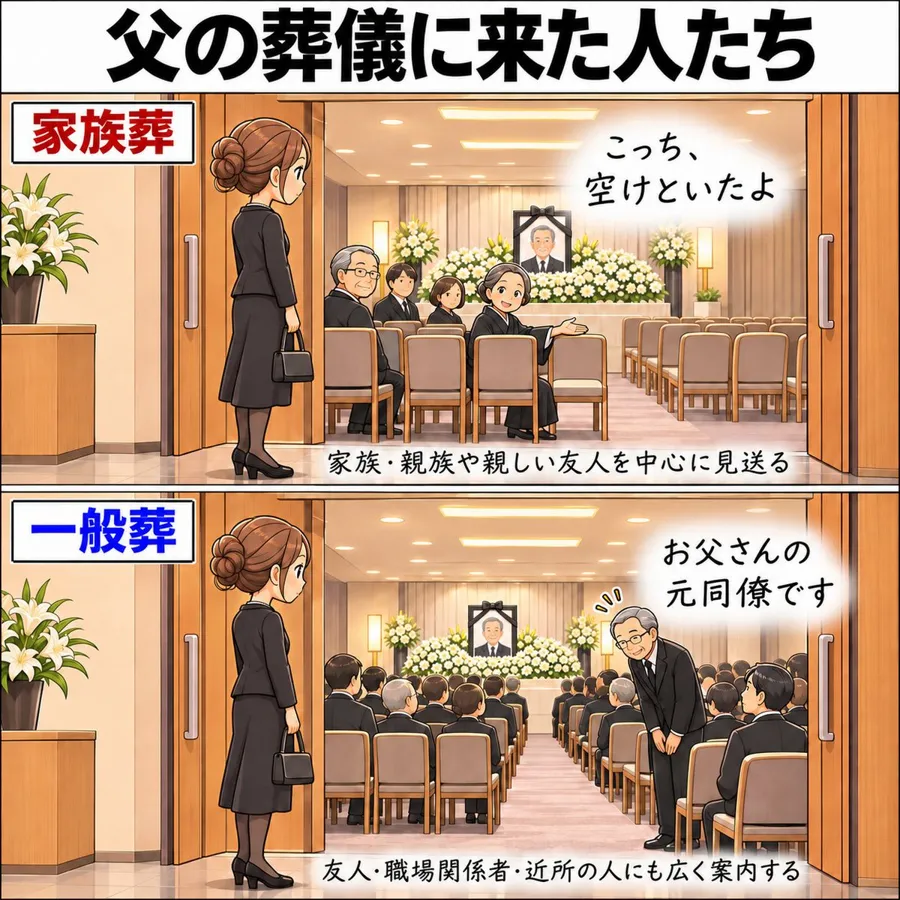 父の葬儀に来た人たち
家族葬
こっち、
空けといたよ
家族・親族や親しい友人を中心に見送る
一般葬
お父さんの
元同僚です
友人・職場関係者・近所の人にも広く案内する